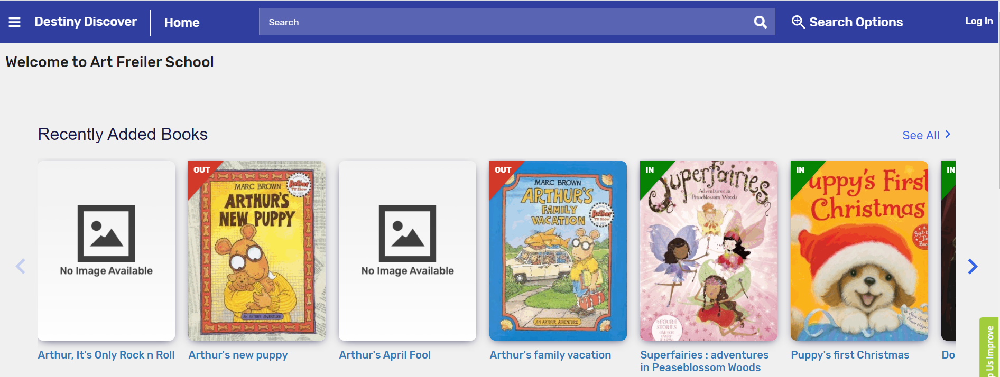 Destiny Discover
Home
Search
Search Options
Log In
Welcome to Art Freiler School
Recently Added Books
See All
No Image Available
OUT
MARC BROWN
ARTHUR'S
NEW PUPPY
Arthur
TV Show
AN ARTHUR ADVENTURE
No Image Available
OUT
MARC BROWN
ARTHUR'S
FAMILY
VACATION
Arthur
TV Show
AN ARTHUR ADVENTURE
IN
Superfairies
Adventures in
Peaseblossom Woods
FOUR
STORIES
ONE FOR
EVERY
IN
uppy's First
Christmas
IN
Arthur, It's Only Rock n Roll
Arthur's new puppy
Arthur's April Fool
Arthur's family vacation
Superfairies : adventures
in Peaseblossom Woods
Puppy's first Christmas
Do
Us Improve